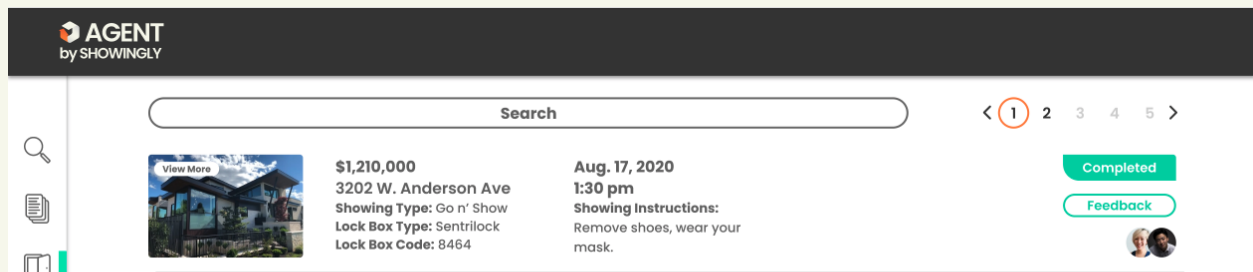 AGENT
by SHOWINGLY
Search
1 2 3 4 5
View More
$1,210,000
3202 W. Anderson Ave
Showing Type: Go n' Show
Lock Box Type: Sentrilock
Lock Box Code: 8464
Aug. 17, 2020
1:30 pm
Showing Instructions:
Remove shoes, wear your
mask.
Completed
Feedback